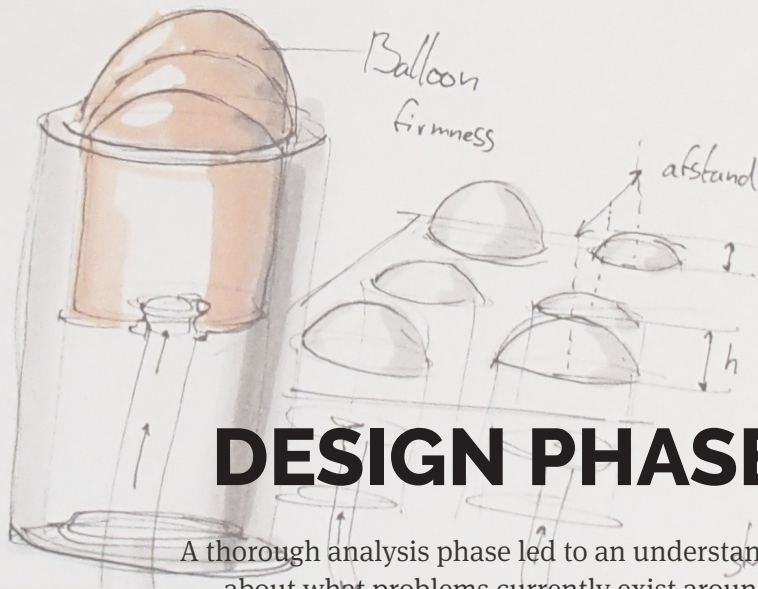 Balloon
firmness
afstand
h
DESIGN PHASE
A thorough analysis phase led to an understan
about what problems currently exist aroun